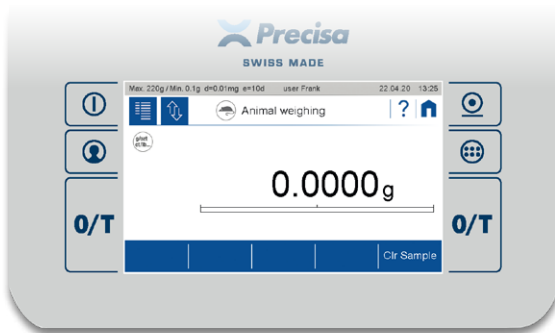 Precisa
SWISS MADE
Max. 220g / Min. 0.1g d=0.01mg e=10d user Frank 22.04.20 13:25
Animal weighing ?
0.0000g
0/T 0/T
Clr Sample